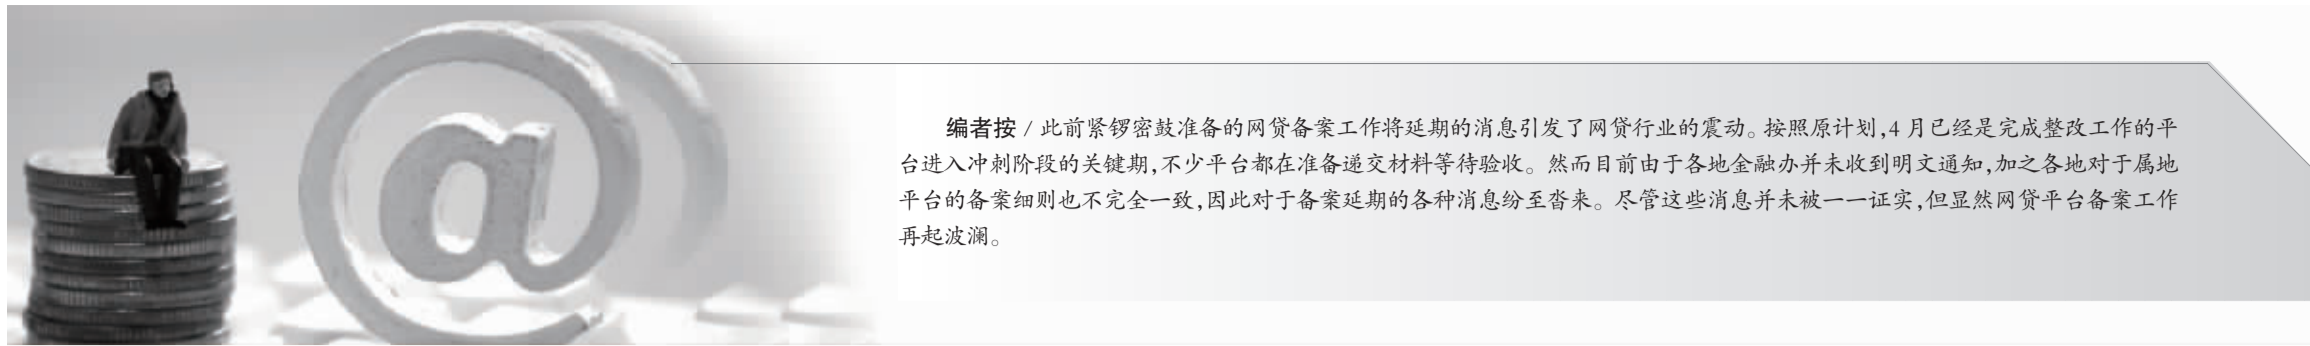 编者按 / 此前紧锣密鼓准备的网贷备案工作将延期的消息引发了网贷行业的震动。按照原计划,4 月已经是完成整改工作的平
台进入冲刺阶段的关键期,不少平台都在准备递交材料等待验收。然而目前由于各地金融办并未收到明文通知,加之各地对于属地
平台的备案细则也不完全一致,因此对于备案延期的各种消息纷至沓来。尽管这些消息并未被一一证实,但显然网贷平台备案工作
再起波澜。